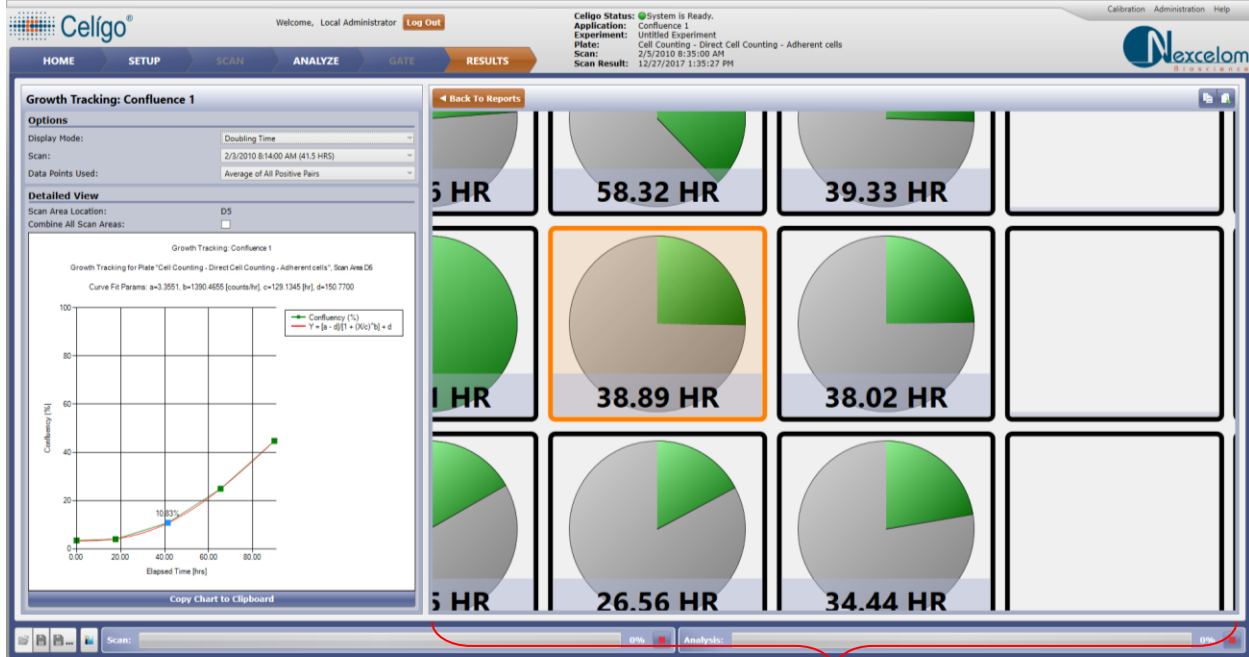 Celígo®
Welcome, Local Administrator Log Out
Celigo Status: System is Ready.
Application: Confluence 1
Experiment: Untitled Experiment
Plate: Cell Counting - Direct Cell Counting - Adherent cells
Scan: 2/5/2010 8:35:00 AM
Scan Result: 12/27/2017 1:35:27 PM
Calibration Administration Help
Nexcelom
Bioscience
HOME SETUP SCAN ANALYZE GATE RESULTS
Growth Tracking: Confluence 1
Options
Display Mode: Doubling Time
Scan: 2/3/2010 8:14:00 AM (41.5 HRS)
Data Points Used: Average of All Positive Pairs
Detailed View
Scan Area Location: D5
Combine All Scan Areas:
Growth Tracking: Confluence 1
Growth Tracking for Plate "Cell Counting - Direct Cell Counting - Adherent cells", Scan Area D5
Curve Fit Params: a=3.3551, b=1390.4655 [counts/hr], c=129.1345 [hr], d=150.7700
Confluency (%)
Y = [a - d]/[1 + (X/c)^b] + d
100
80
60
40
20
0
Confluency [%]
10.83%
0.00 20.00 40.00 60.00 80.00
Elapsed Time [hrs]
Copy Chart to Clipboard
Back To Reports
HR 58.32 HR 39.33 HR
HR 38.89 HR 38.02 HR
5 HR 26.56 HR 34.44 HR
Scan: 0% Analysis: 0%